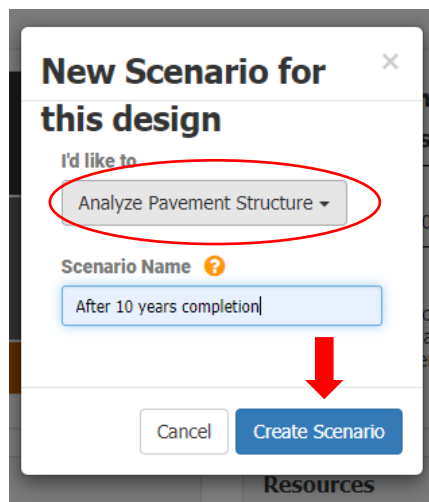 New Scenario for ×
this design
I'd like to
Analyze Pavement Structure
Scenario Name ?
After 10 years completion
Cancel Create Scenario
Resources